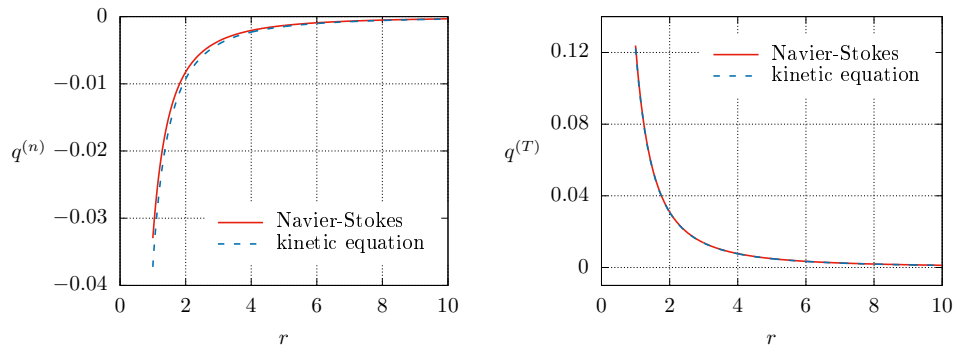 0
−0.01
−0.02
−0.03
−0.04
q^(n)
Navier-Stokes
kinetic equation
0 2 4 6 8 10
r
0.12
0.08
0.04
0
q^(T)
Navier-Stokes
kinetic equation
0 2 4 6 8 10
r